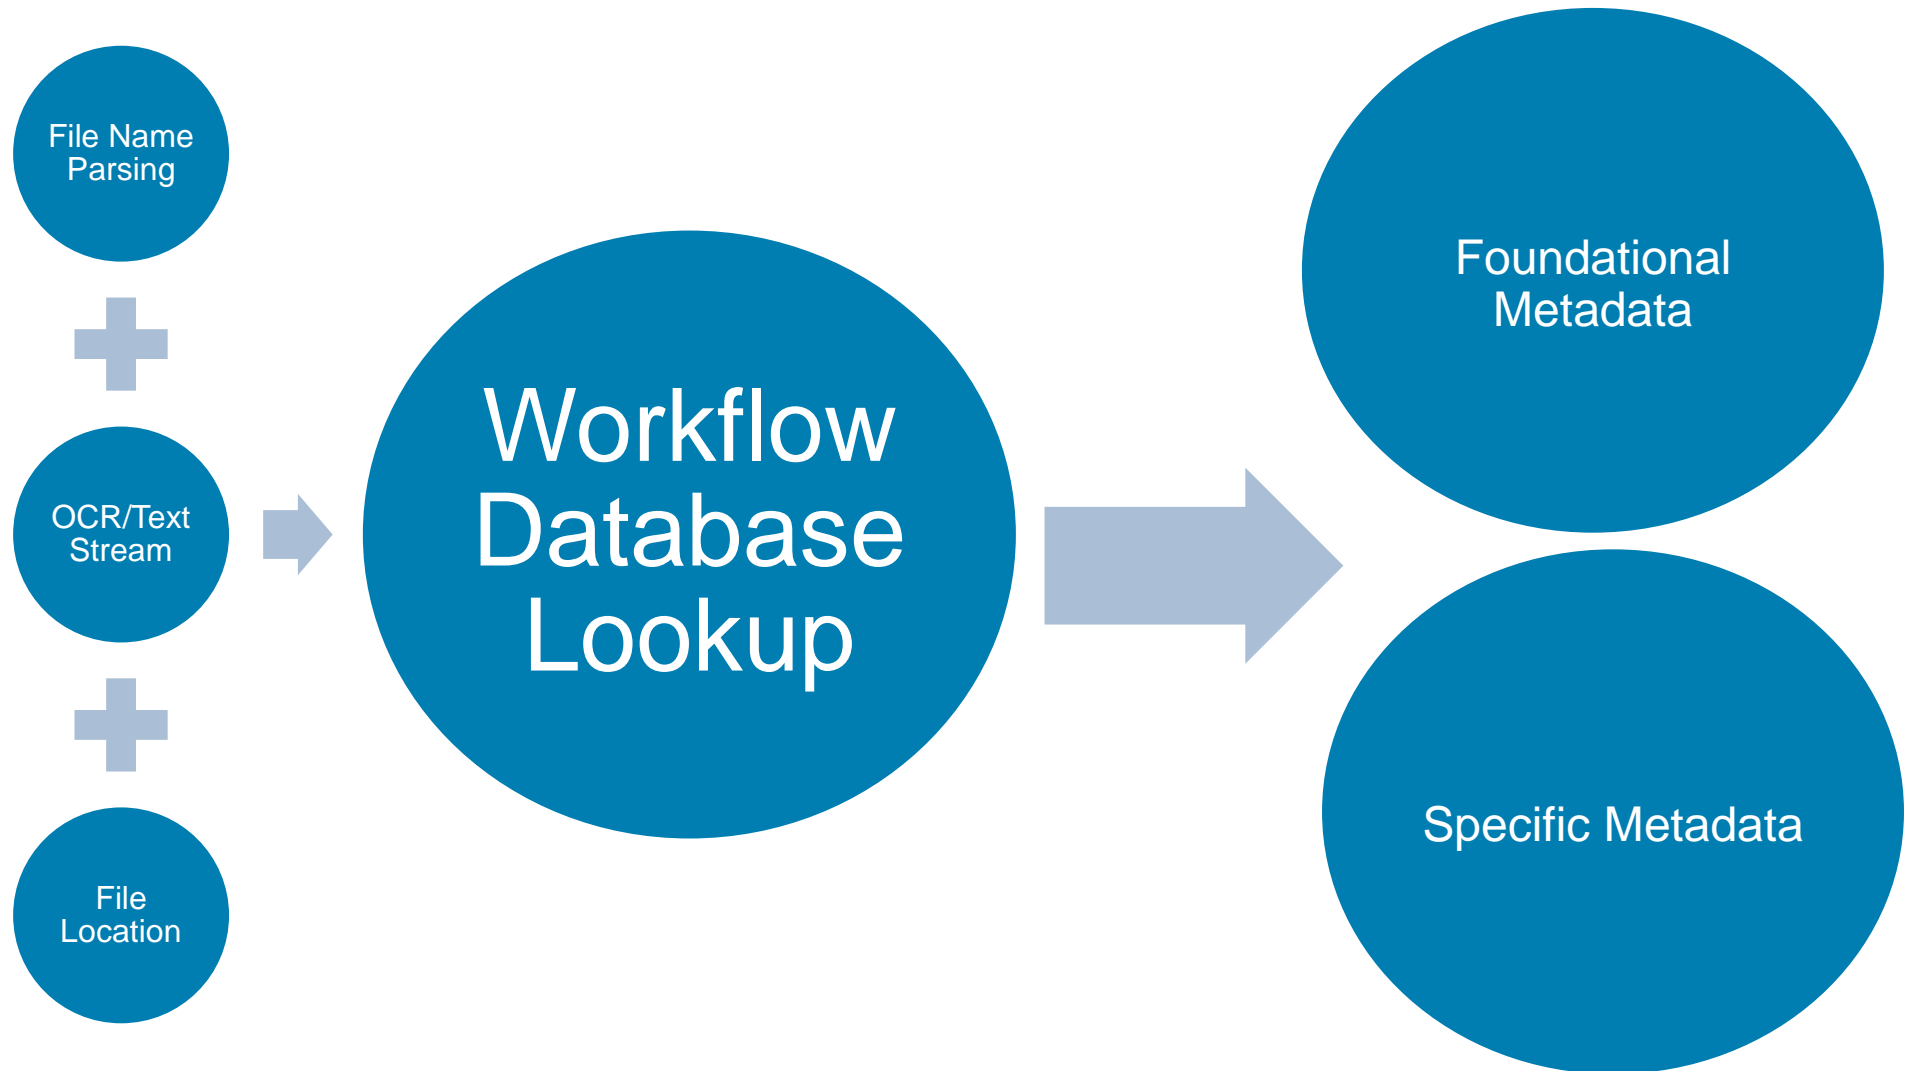 File Name
Parsing
OCR/Text
Stream
File
Location
Workflow
Database
Lookup
Foundational
Metadata
Specific Metadata